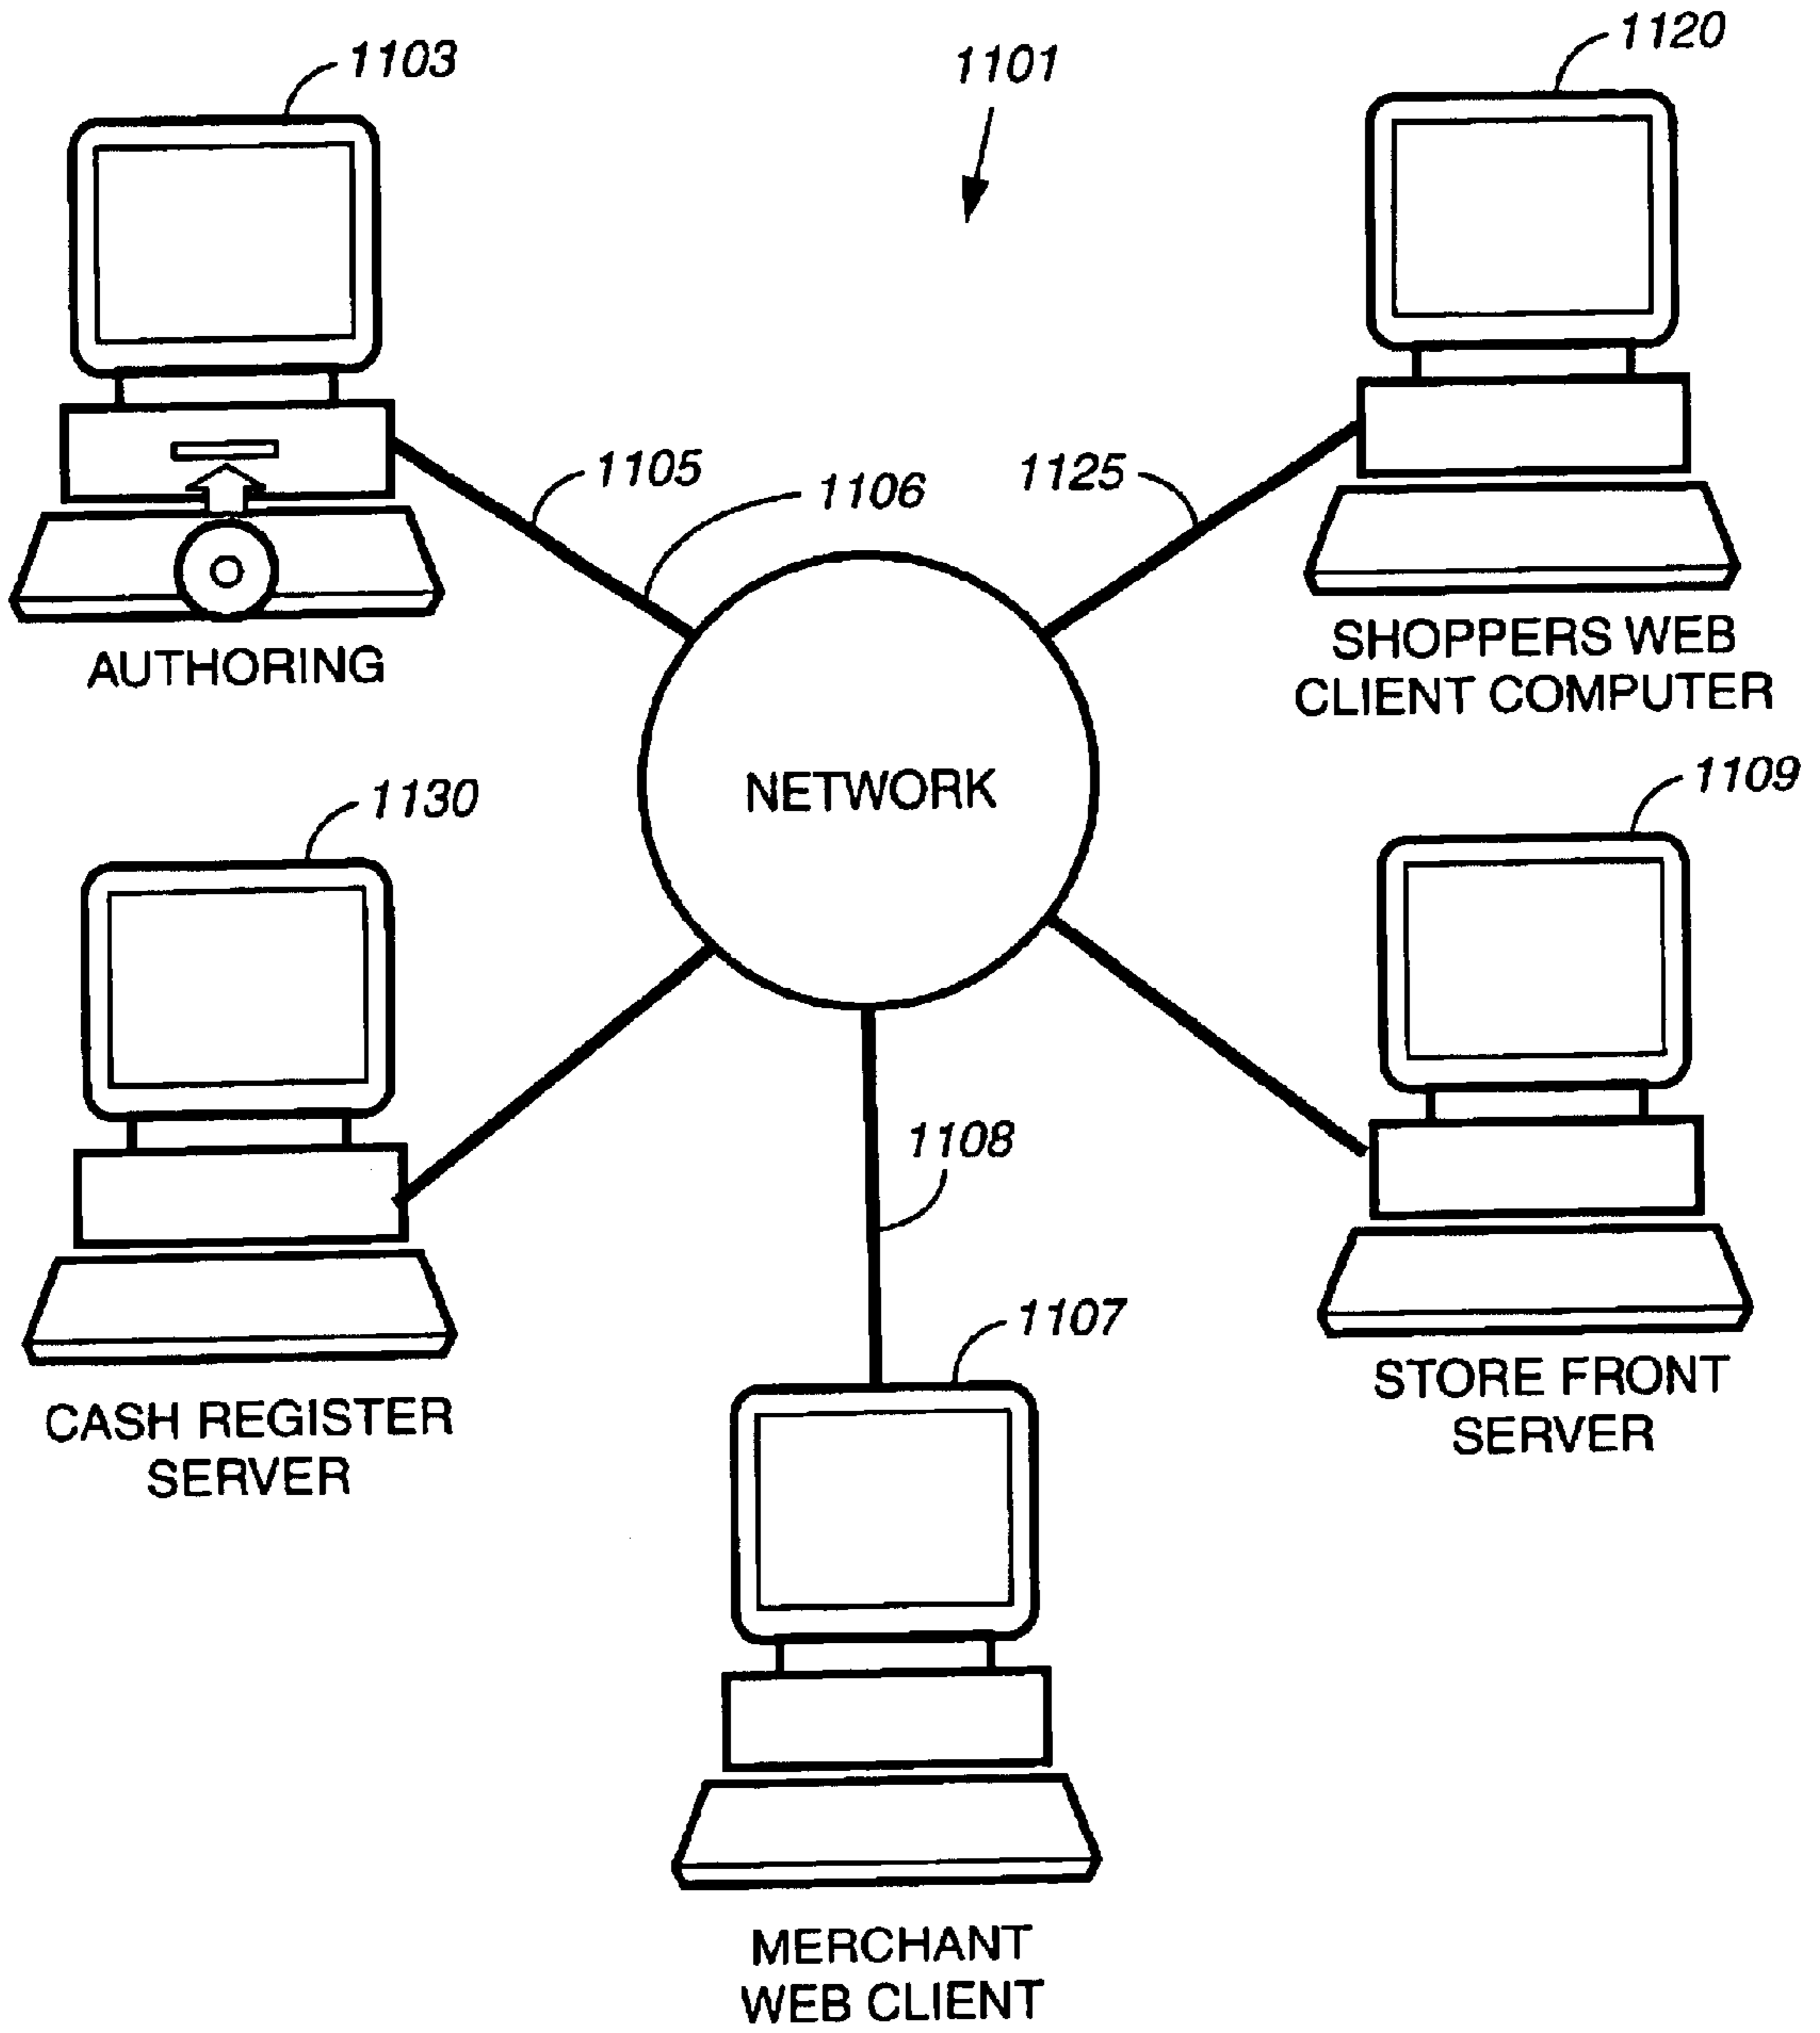 1103
1101
1120
1105
1106
1125
AUTHORING
SHOPPERS WEB
CLIENT COMPUTER
NETWORK
1130
1109
1108
1107
CASH REGISTER
SERVER
STORE FRONT
SERVER
MERCHANT
WEB CLIENT